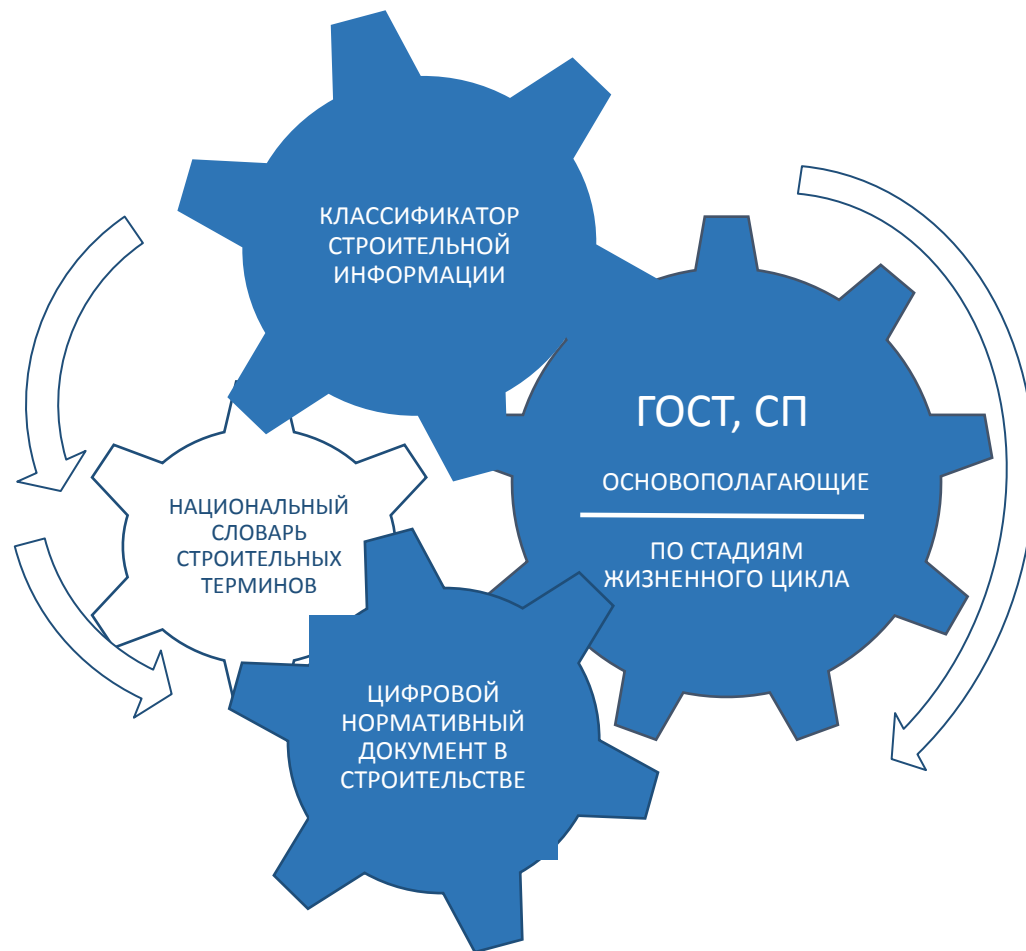 КЛАССИФИКАТОР
СТРОИТЕЛЬНОЙ
ИНФОРМАЦИИ
ГОСТ, СП
ОСНОВОПОЛАГАЮЩИЕ
ПО СТАДИЯМ
ЖИЗНЕННОГО ЦИКЛА
НАЦИОНАЛЬНЫЙ
СЛОВАРЬ
СТРОИТЕЛЬНЫХ
ТЕРМИНОВ
ЦИФРОВОЙ
НОРМАТИВНЫЙ
ДОКУМЕНТ В
СТРОИТЕЛЬСТВЕ